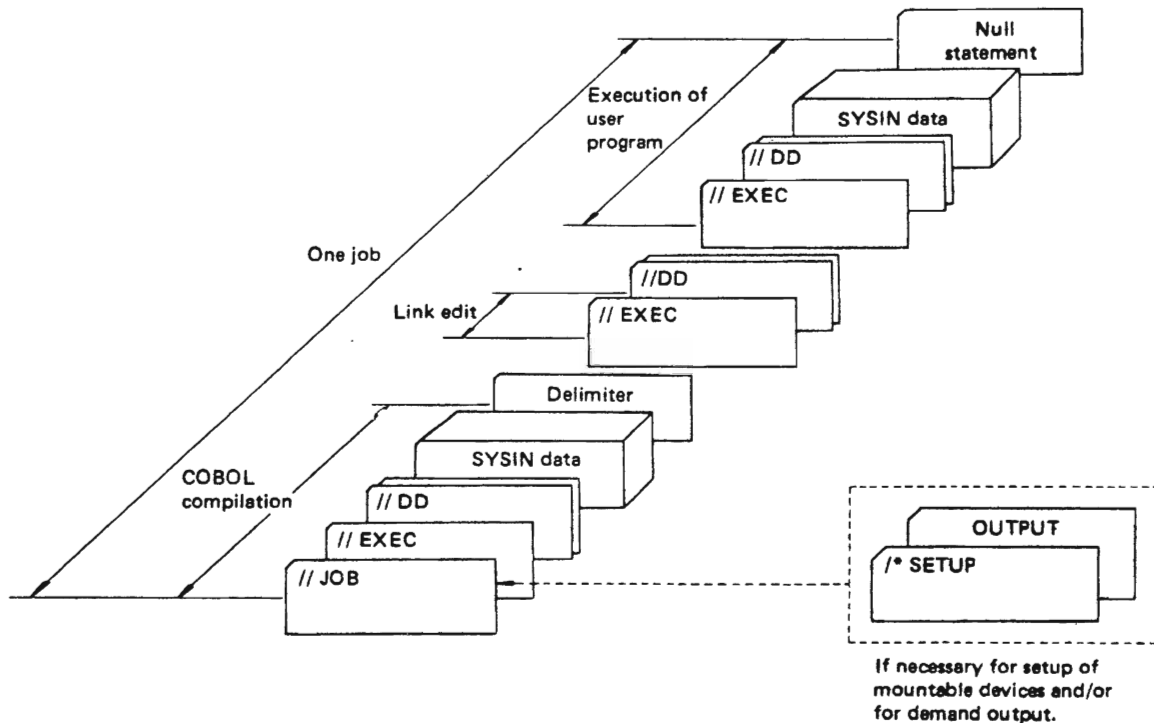 Null
statement
Execution of
user
program
SYSIN data
// DD
// EXEC
One job
//DD
Link edit
// EXEC
Delimiter
SYSIN data
COBOL
compilation
// DD
// EXEC
// JOB
OUTPUT
/* SETUP
If necessary for setup of
mountable devices and/or
for demand output.